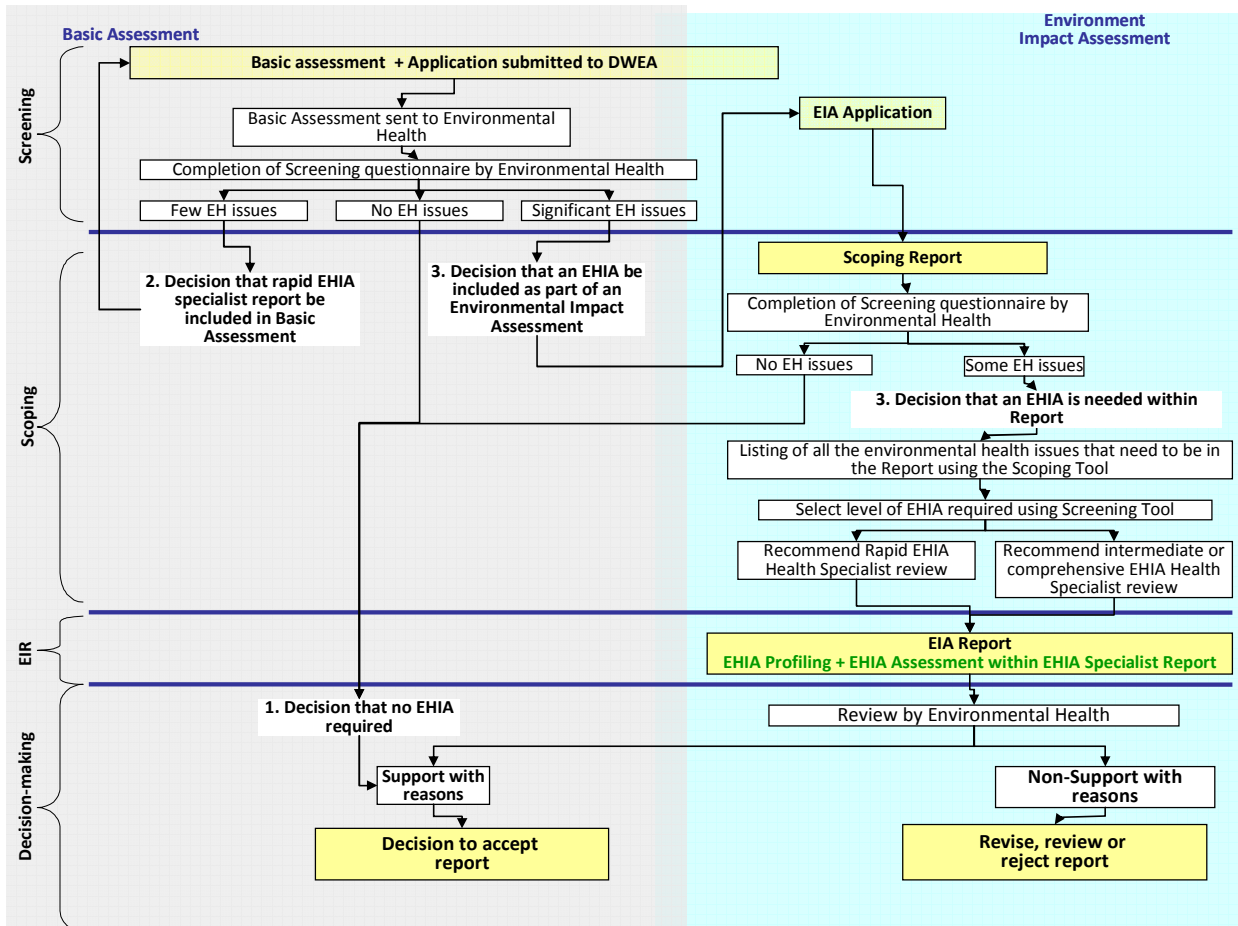 Basic Assessment
Environment
Impact Assessment
Screening
Basic assessment + Application submitted to DWEA
EIA Application
Basic Assessment sent to Environmental
Health
Completion of Screening questionnaire by Environmental Health
Few EH issues
No EH issues
Significant EH issues
Scoping
2. Decision that rapid EHIA
specialist report be
included in Basic
Assessment
3. Decision that an EHIA be
included as part of an
Environmental Impact
Assessment
Scoping Report
Completion of Screening questionnaire by
Environmental Health
No EH issues
Some EH issues
3. Decision that an EHIA is needed within
Report
Listing of all the environmental health issues that need to be in
the Report using the Scoping Tool
Select level of EHIA required using Screening Tool
Recommend Rapid EHIA
Health Specialist review
Recommend intermediate or
comprehensive EHIA Health
Specialist review
EIR
EIA Report
EHIA Profiling + EHIA Assessment within EHIA Specialist Report
Decision-making
1. Decision that no EHIA
required
Review by Environmental Health
Support with
reasons
Non-Support with
reasons
Decision to accept
report
Revise, review or
reject report